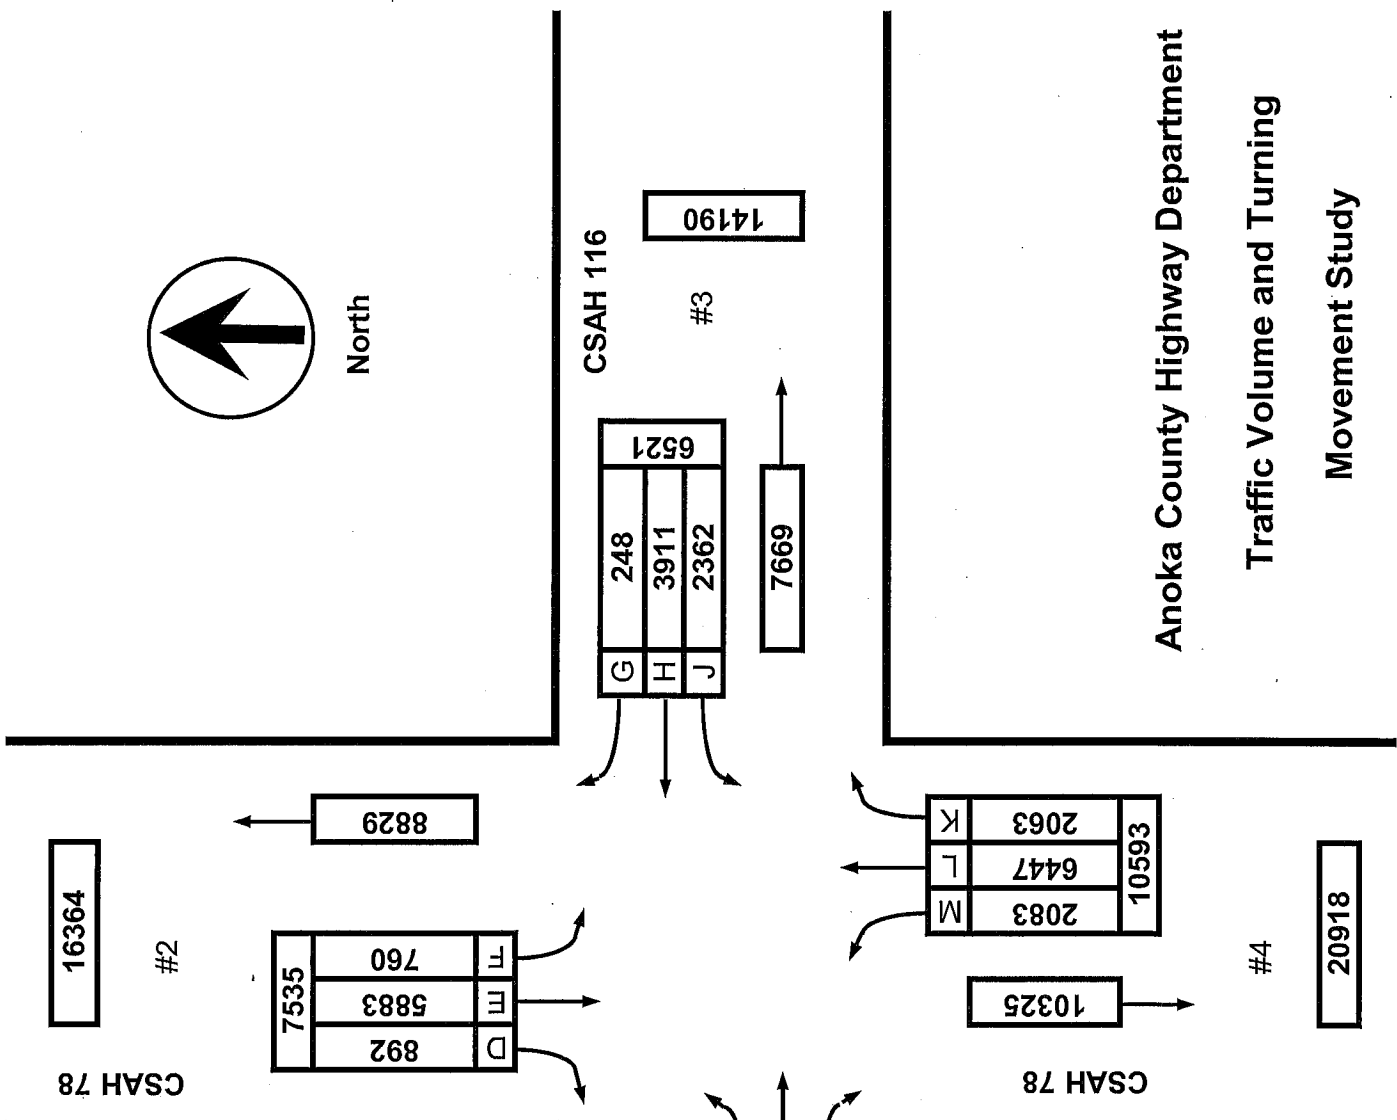 Anoka County Highway Department
Traffic Volume and Turning
Movement Study
North
CSAH 116
#3
14190
6521
G 248
H 3911
J 2362
7669
CSAH 78
#2
16364
8829
7535
D 892
E 5883
F 760
K 2063
L 6447
M 2083
10593
10325
#4
20918
CSAH 78